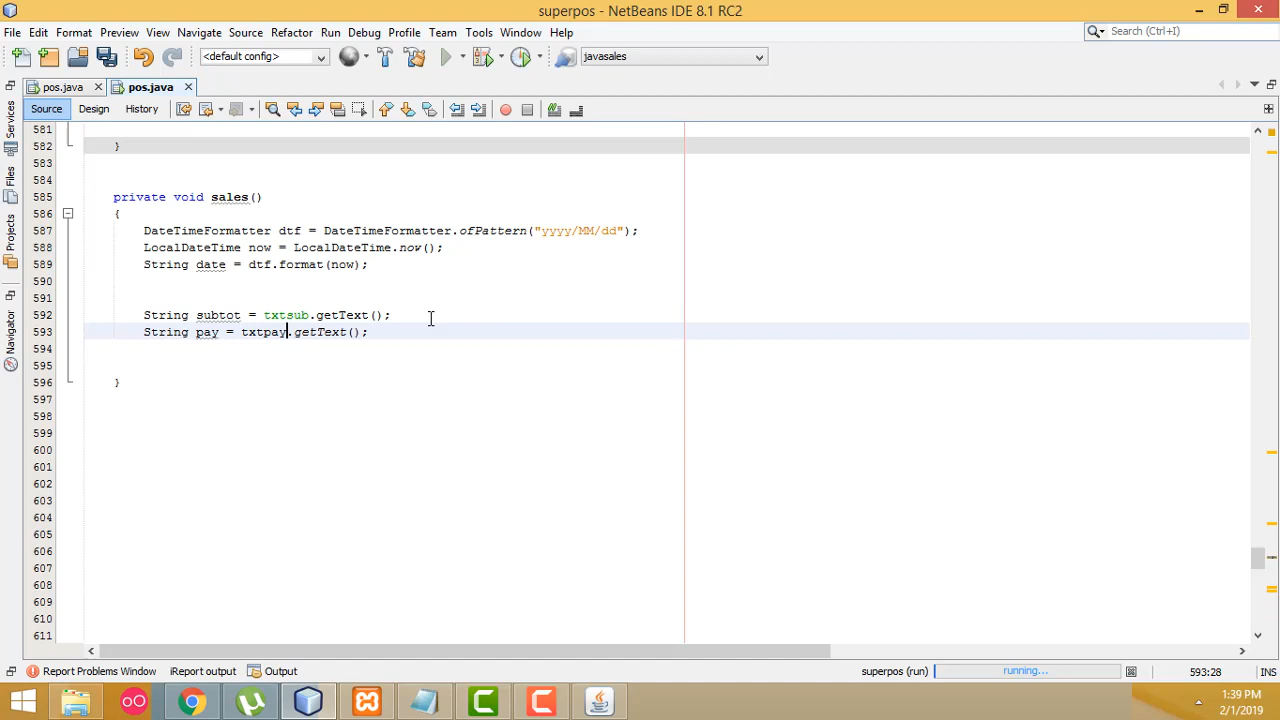 superpos - NetBeans IDE 8.1 RC2
File Edit Format Preview View Navigate Source Refactor Run Debug Profile Team Tools Window Help
Search (Ctrl+I)
<default config> javasales
pos.java pos.java
Source Design History
Services
Files
Projects
Navigator
581
582 }
583
584
585 private void sales()
586 {
587 DateTimeFormatter dtf = DateTimeFormatter.ofPattern("yyyy/MM/dd");
588 LocalDateTime now = LocalDateTime.now();
589 String date = dtf.format(now);
590
591
592 String subtot = txtsub.getText();
593 String pay = txtpay.getText();
594
595
596 }
597
598
599
600
601
602
603
604
605
606
607
608
609
610
611
Report Problems Window iReport output Output superpos (run) running... 593:28 INS
1:39 PM
2/1/2019